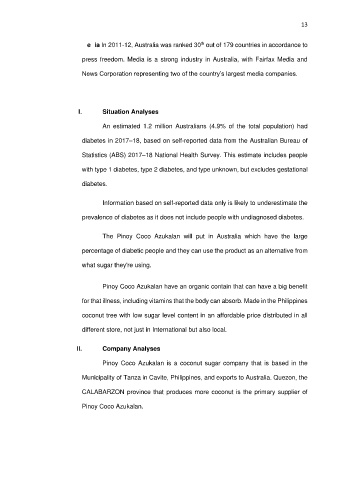 13
e ia In 2011-12, Australia was ranked 30th out of 179 countries in accordance to
press freedom. Media is a strong industry in Australia, with Fairfax Media and
News Corporation representing two of the country's largest media companies.
I. Situation Analyses
An estimated 1.2 million Australians (4.9% of the total population) had
diabetes in 2017–18, based on self-reported data from the Australian Bureau of
Statistics (ABS) 2017–18 National Health Survey. This estimate includes people
with type 1 diabetes, type 2 diabetes, and type unknown, but excludes gestational
diabetes.
Information based on self-reported data only is likely to underestimate the
prevalence of diabetes as it does not include people with undiagnosed diabetes.
The Pinoy Coco Azukalan will put in Australia which have the large
percentage of diabetic people and they can use the product as an alternative from
what sugar they're using.
Pinoy Coco Azukalan have an organic contain that can have a big benefit
for that illness, including vitamins that the body can absorb. Made in the Philippines
coconut tree with low sugar level content in an affordable price distributed in all
different store, not just in International but also local.
II. Company Analyses
Pinoy Coco Azukalan is a coconut sugar company that is based in the
Municipality of Tanza in Cavite, Philippines, and exports to Australia. Quezon, the
CALABARZON province that produces more coconut is the primary supplier of
Pinoy Coco Azukalan.